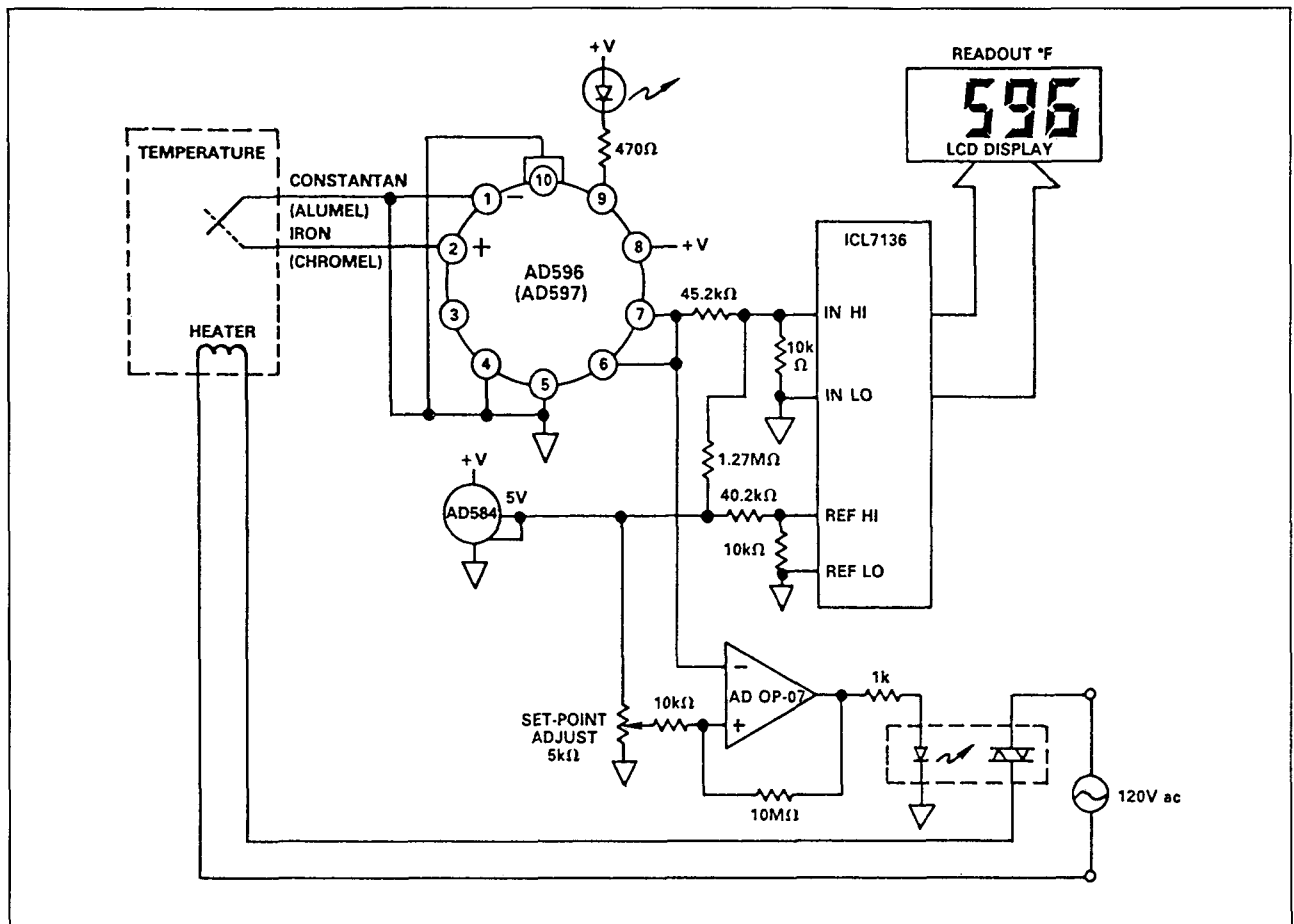 READOUT °F
596
LCD DISPLAY
+V
470Ω
TEMPERATURE
CONSTANTAN
(ALUMEL)
IRON
(CHROMEL)
HEATER
1
−
2
+
3
4
5
6
7
8
9
10
+V
AD596
(AD597)
45.2kΩ
10k
Ω
ICL7136
IN HI
IN LO
REF HI
REF LO
1.27MΩ
40.2kΩ
10kΩ
+V
AD584
5V
SET-POINT
ADJUST
5kΩ
10kΩ
−
+
AD OP-07
10MΩ
1k
120V ac